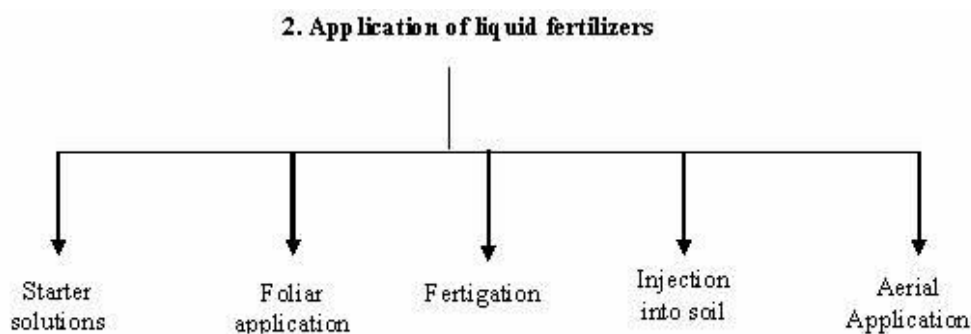 2. Application of liquid fertilizers
Starter
solutions
Foliar
application
Fertigation
Injection
into soil
Aerial
Application